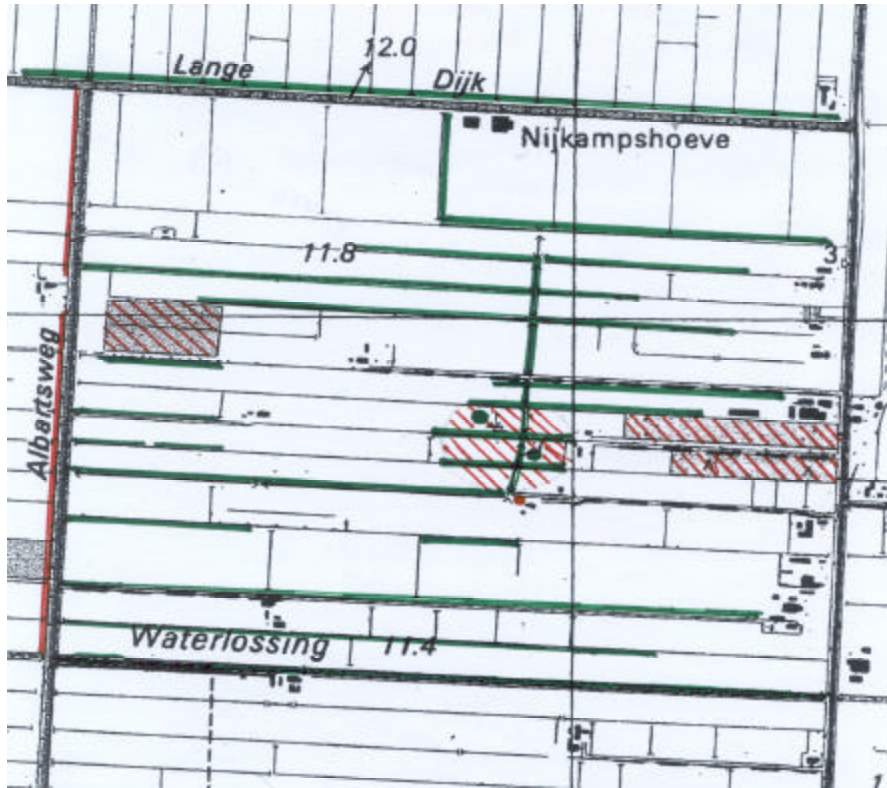 12.0
Lange Dijk
Nijkampshoeve
11.8
3
Albartsweg
Waterlossing 11.4
1